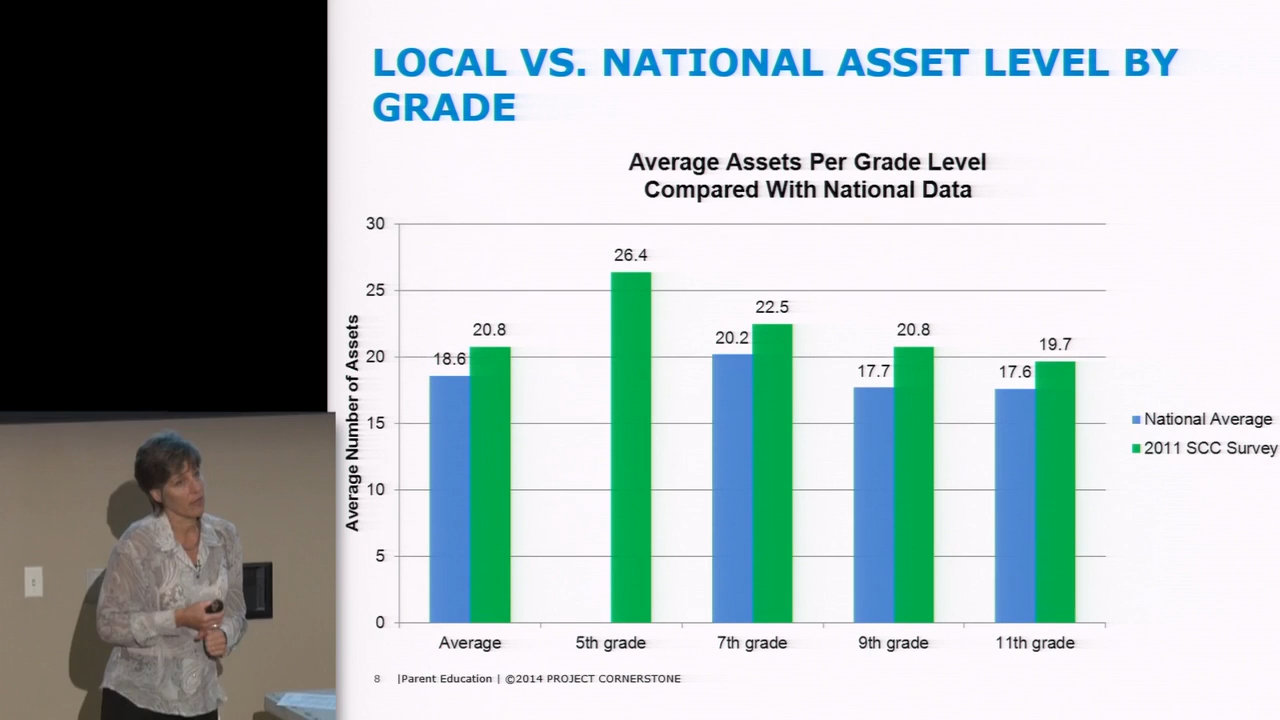 LOCAL VS. NATIONAL ASSET LEVEL BY
GRADE
Average Assets Per Grade Level
Compared With National Data
Average Number of Assets
30
25
20
15
10
5
0
18.6
20.8
26.4
20.2
22.5
17.7
20.8
17.6
19.7
Average
5th grade
7th grade
9th grade
11th grade
National Average
2011 SCC Survey
8 |Parent Education | ©2014 PROJECT CORNERSTONE